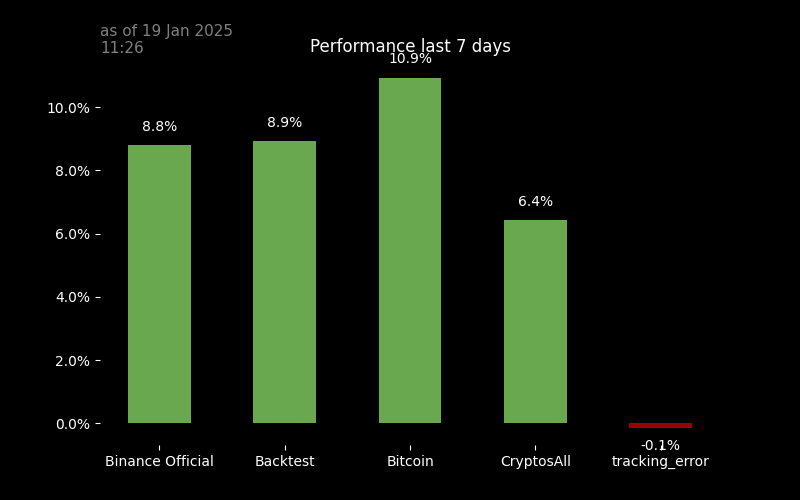 as of 19 Jan 2025
11:26
Performance last 7 days
10.9%
8.9%
8.8%
6.4%
-0.1%
10.0%
8.0%
6.0%
4.0%
2.0%
0.0%
Binance Official
Backtest
Bitcoin
CryptosAll
tracking_error